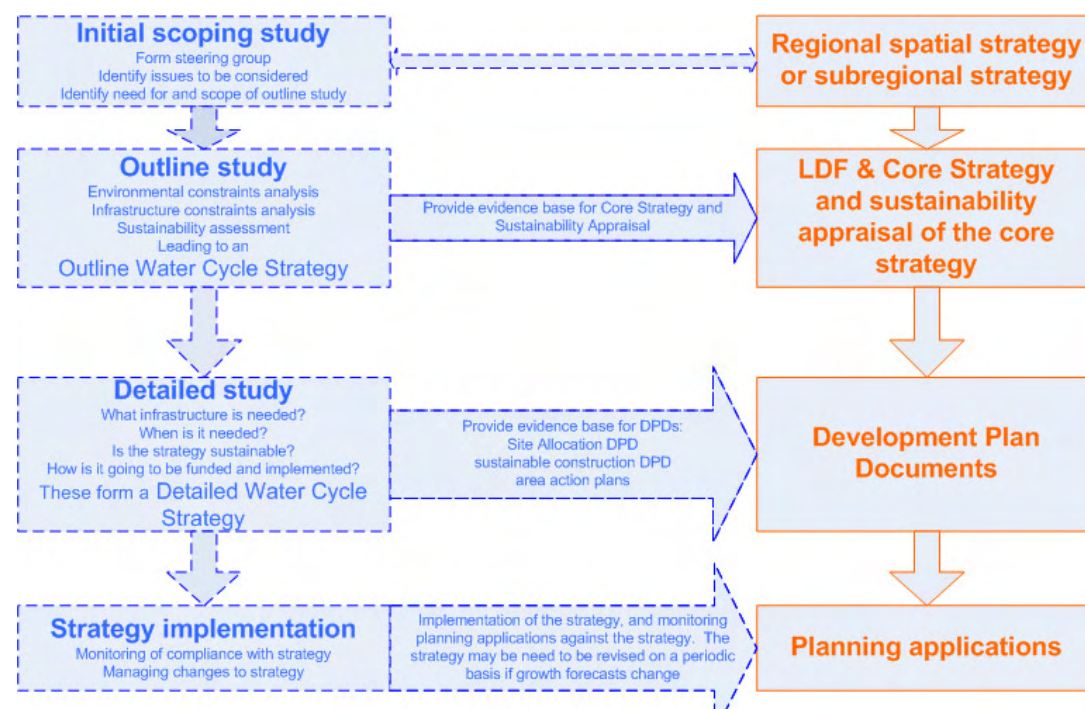 Initial scoping study
Form steering group
Identify issues to be considered
Identify need for and scope of outline study
Regional spatial strategy
or subregional strategy
Outline study
Environmental constraints analysis
Infrastructure constraints analysis
Sustainability assessment
Leading to an
Outline Water Cycle Strategy
Provide evidence base for Core Strategy and
Sustainability Appraisal
LDF & Core Strategy
and sustainability
appraisal of the core
strategy
Detailed study
What infrastructure is needed?
When is it needed?
Is the strategy sustainable?
How is it going to be funded and implemented?
These form a Detailed Water Cycle
Strategy
Provide evidence base for DPDs:
Site Allocation DPD
sustainable construction DPD
area action plans
Development Plan
Documents
Strategy implementation
Monitoring of compliance with strategy
Managing changes to strategy
Implementation of the strategy, and monitoring
planning applications against the strategy. The
strategy may be need to be revised on a periodic
basis if growth forecasts change
Planning applications